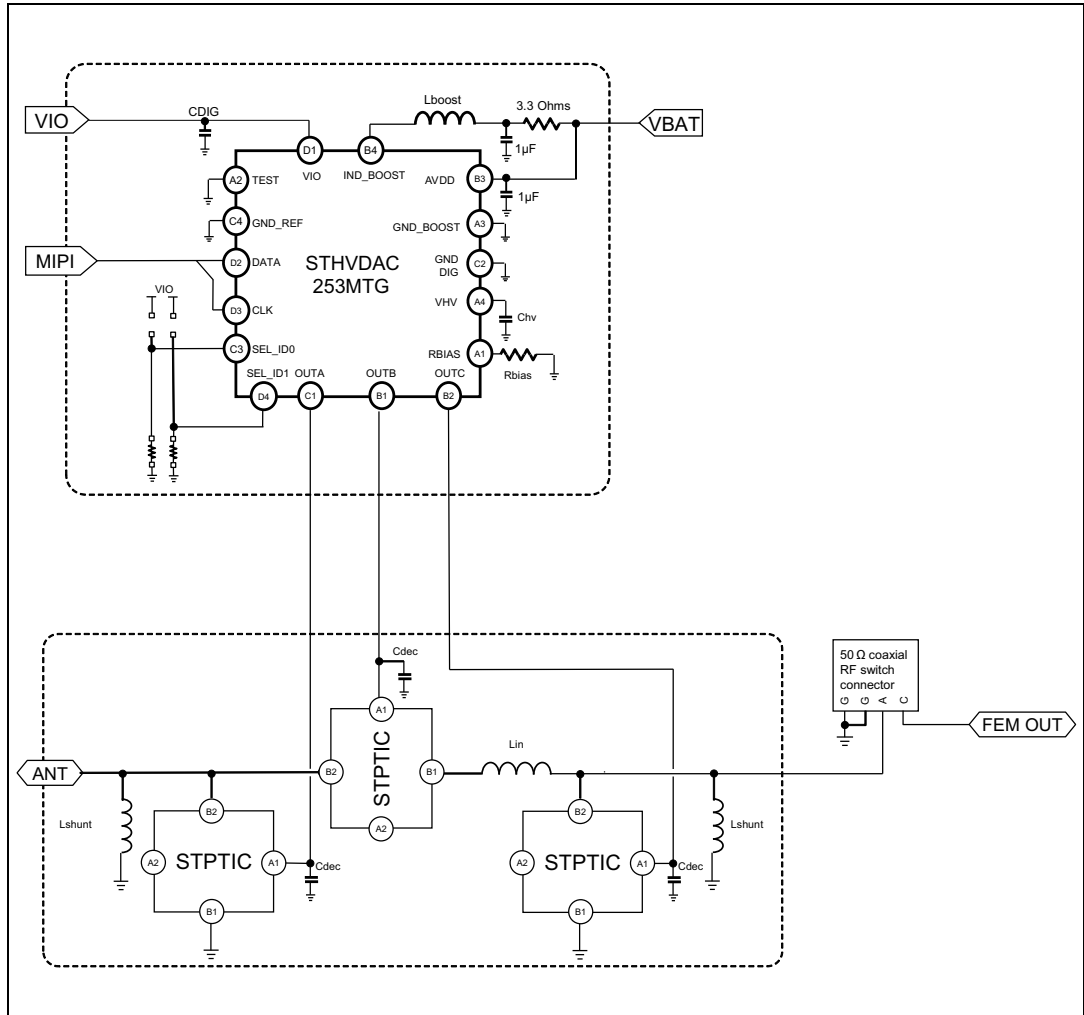 Lboost
3.3 Ohms
VIO
CDIG
VBAT
1µF
D1
B4
VIO
IND_BOOST
AVDD
B3
A2
TEST
1µF
C4
GND_REF
GND_BOOST
A3
MIPI
D2
DATA
STHVDAC
253MTG
GND
DIG
C2
VIO
D3
CLK
VHV
A4
Chv
C3
SEL_ID0
RBIAS
A1
Rbias
SEL_ID1
OUTA
OUTB
OUTC
D4
C1
B1
B2
Cdec
50 Ω coaxial
RF switch
connector
G
G
A
C
A1
FEM OUT
ANT
B2
STPTIC
B1
Lin
A2
Lshunt
B2
B2
Lshunt
A2
STPTIC
A1
Cdec
A2
STPTIC
A1
Cdec
B1
B1